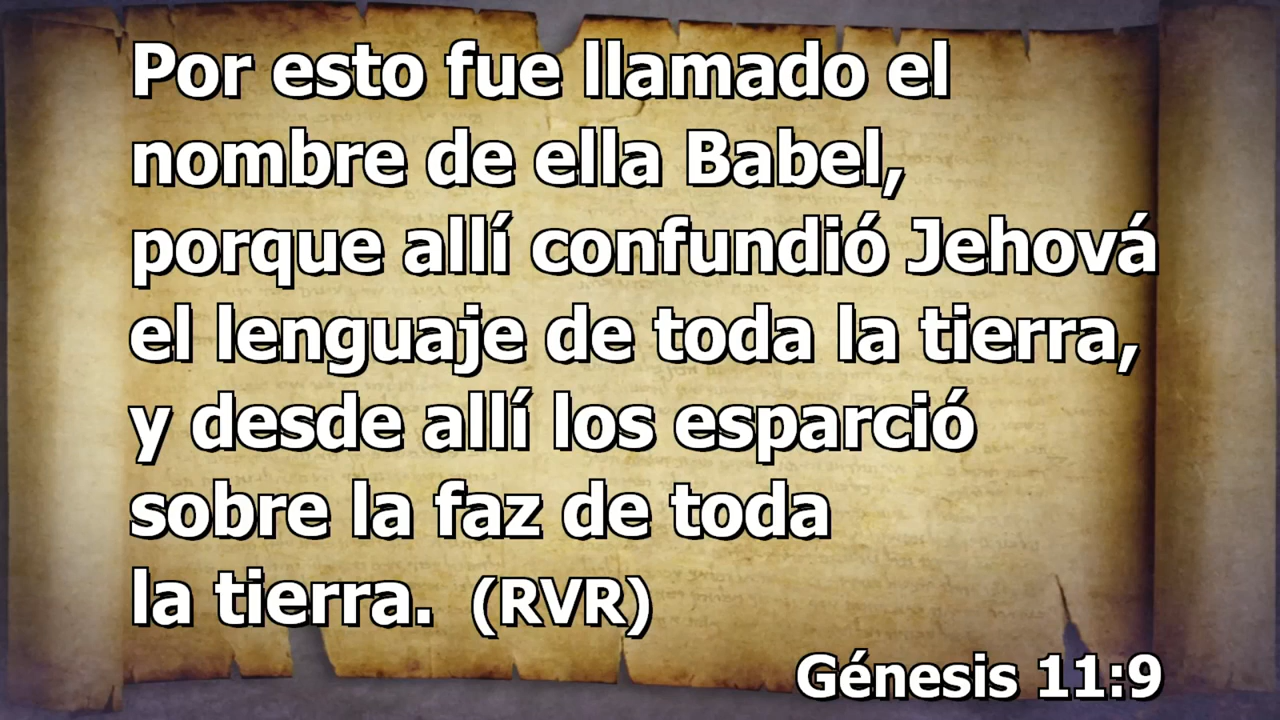 Por esto fue llamado el
nombre de ella Babel,
porque allí confundió Jehová
el lenguaje de toda la tierra,
y desde allí los esparció
sobre la faz de toda
la tierra. (RVR)
Génesis 11:9